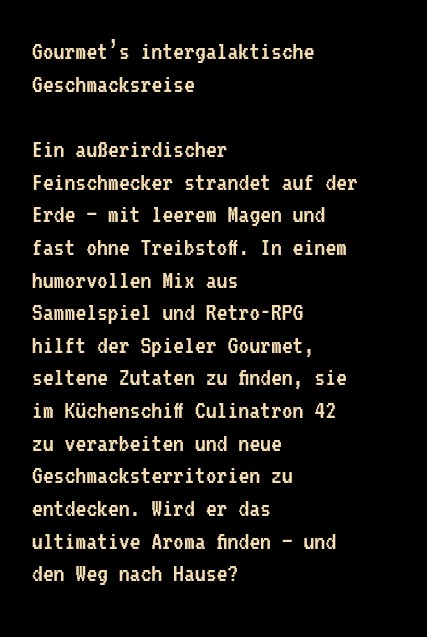 Gourmet’s intergalaktische
Geschmacksreise
Ein außerirdischer
Feinschmecker strandet auf der
Erde – mit leerem Magen und
fast ohne Treibstoff. In einem
humorvollen Mix aus
Sammelspiel und Retro-RPG
hilft der Spieler Gourmet,
seltene Zutaten zu finden, sie
im Küchenschiff Culinatron 42
zu verarbeiten und neue
Geschmacksterritorien zu
entdecken. Wird er das
ultimative Aroma finden – und
den Weg nach Hause?